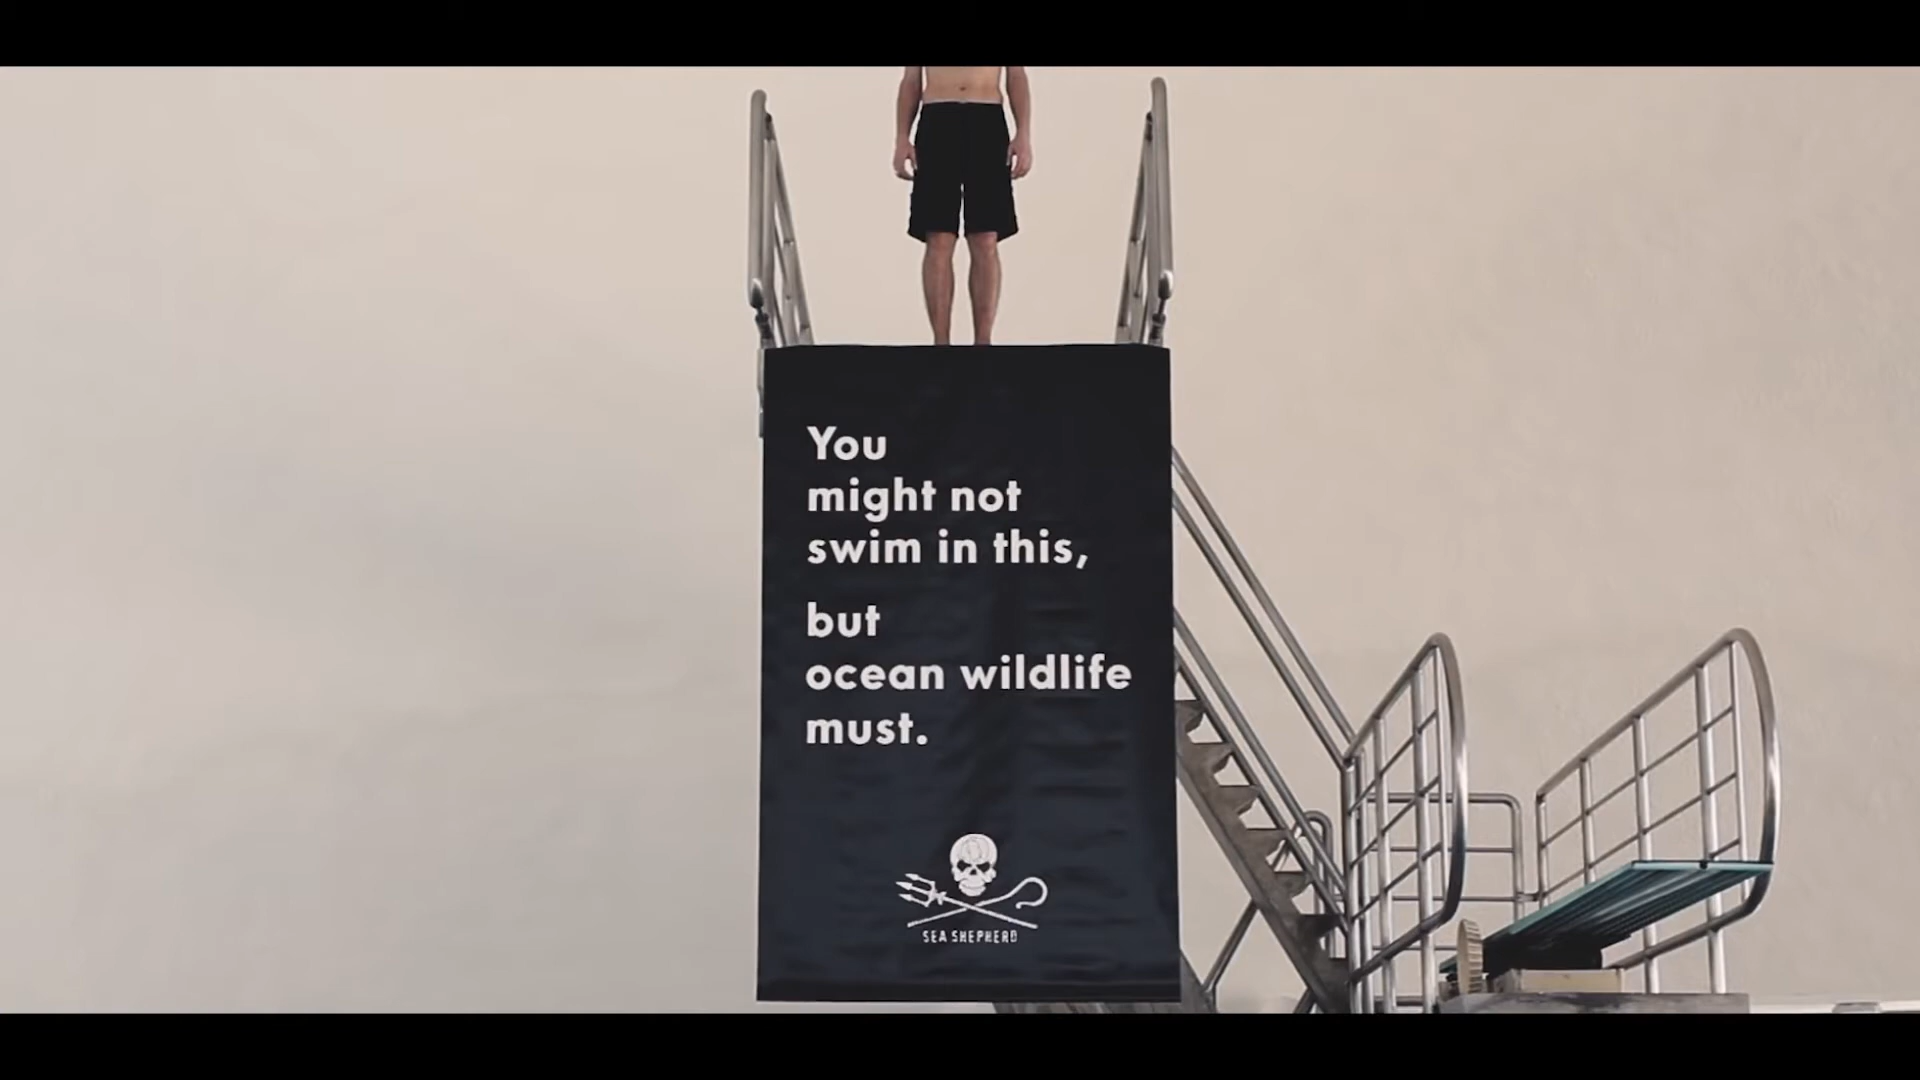 You
might not
swim in this,
but
ocean wildlife
must.
SEA SHEPHERD